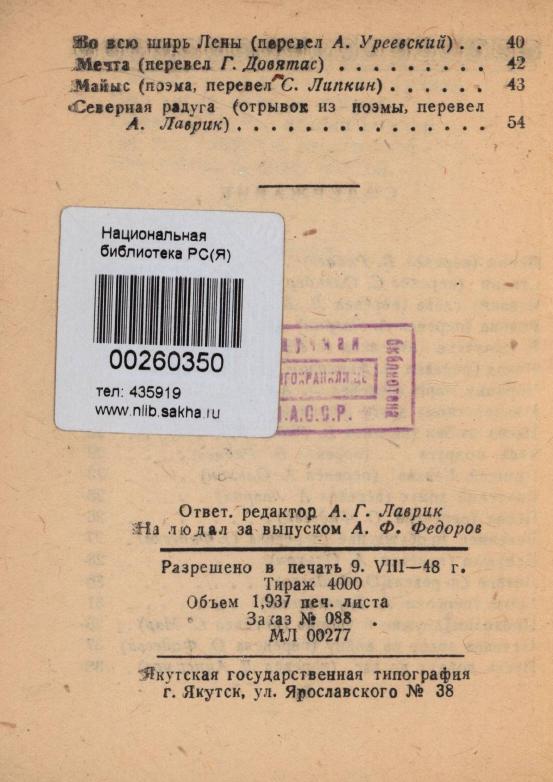 Во всю ширь Лены (перевел А. Уреевский) . . 40
Мечта (перевел Г. Довятас) . . . . . . . . . 42
Майыс (поэма, перевел С. Липкин) . . . . . . 43
Северная радуга (отрывок из поэмы, перевел
А. Лаврик) . . . . . . . . . . . . . . . 54
Национальная
библиотека РС(Я)
00260350
тел: 435919
www.nlib.sakha.ru
библиотека
.А.С.С.Р.
Ответ. редактор А. Г. Лаврик
На людал за выпуском А. Ф. Федоров
Разрешено в печать 9. VIII—48 г.
Тираж 4000
Объем 1,937 печ. листа
Заказ № 088 .
МЛ 00277
Якутская государственная типография
г. Якутск, ул. Ярославского № 38